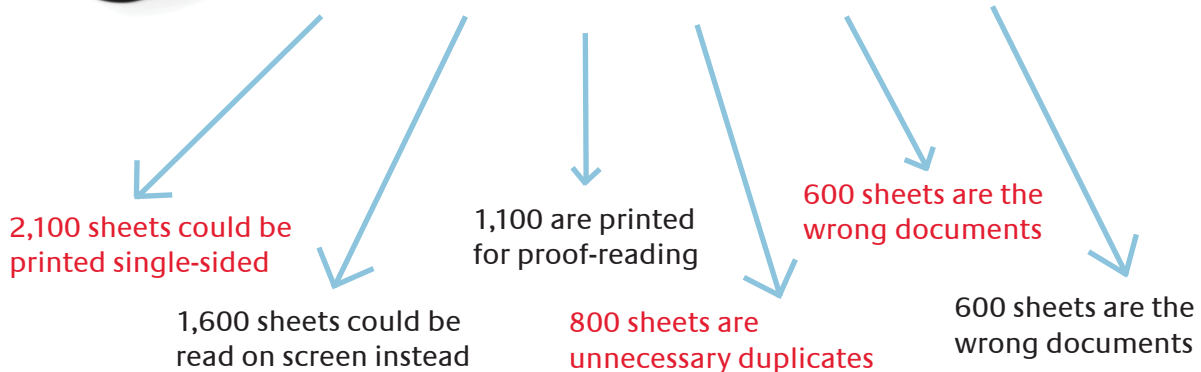 2,100 sheets could be
printed single-sided
1,600 sheets could be
read on screen instead
1,100 are printed
for proof-reading
800 sheets are
unnecessary duplicates
600 sheets are the
wrong documents
600 sheets are the
wrong documents